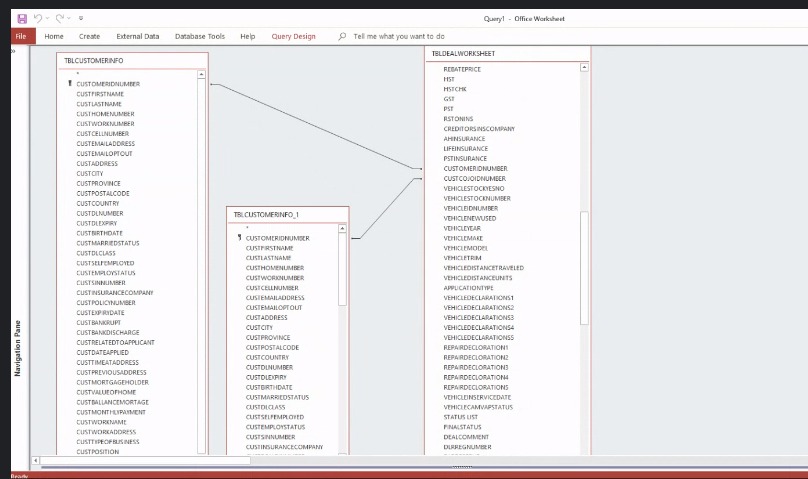 Query1 - Office Worksheet
File Home Create External Data Database Tools Help Query Design Tell me what you want to do
Navigation Pane
TBLCUSTOMERINFO
*
CUSTOMERIDNUMBER
CUSTFIRSTNAME
CUSTLASTNAME
CUSTHOMENUMBER
CUSTWORKNUMBER
CUSTCELLNUMBER
CUSTEMAILADDRESS
CUSTEMAILOPTOUT
CUSTADDRESS
CUSTCITY
CUSTPROVINCE
CUSTPOSTALCODE
CUSTCOUNTRY
CUSTDLNUMBER
CUSTDLEXPIRY
CUSTBIRTHDATE
CUSTMARRIEDSTATUS
CUSTDLCLASS
CUSTSELFEMPLOYED
CUSTEMPLOYSTATUS
CUSTSINNUMBER
CUSTINSURANCECOMPANY
CUSTPOLICYNUMBER
CUSTEXPIRYDATE
CUSTBANKRUPT
CUSTBANKDISCHARGE
CUSTRELATEDTOAPPLICANT
CUSTDATEAPPLIED
CUSTTIMEATADDRESS
CUSTPREVIOUSADDRESS
CUSTMORTGAGEHOLDER
CUSTVALUEOFHOME
CUSTBALLANCEMORTAGE
CUSTMONTHLYPAYMENT
CUSTWORKNAME
CUSTWORKADDRESS
CUSTTYPEOFBUSINESS
CUSTPOSITION
TBLCUSTOMERINFO_1
*
CUSTOMERIDNUMBER
CUSTFIRSTNAME
CUSTLASTNAME
CUSTHOMENUMBER
CUSTWORKNUMBER
CUSTCELLNUMBER
CUSTEMAILADDRESS
CUSTEMAILOPTOUT
CUSTADDRESS
CUSTCITY
CUSTPROVINCE
CUSTPOSTALCODE
CUSTCOUNTRY
CUSTDLNUMBER
CUSTDLEXPIRY
CUSTBIRTHDATE
CUSTMARRIEDSTATUS
CUSTDLCLASS
CUSTSELFEMPLOYED
CUSTEMPLOYSTATUS
CUSTSINNUMBER
CUSTINSURANCECOMPANY
TBLDEALWORKSHEET
REBATEPRICE
HST
HSTCHK
GST
PST
RSTONINS
CREDITORSINSCOMPANY
AHINSURANCE
LIFEINSURANCE
PSTINSURANCE
CUSTOMERIDNUMBER
CUSTCOJOIDNUMBER
VEHICLESTOCKYESNO
VEHICLESTOCKNUMBER
VEHICLEIDNUMBER
VEHICLENEWUSED
VEHICLEYEAR
VEHICLEMAKE
VEHICLEMODEL
VEHICLETRIM
VEHICLEDISTANCETRAVELED
VEHICLEDISTANCEUNITS
APPLICATIONTYPE
VEHICLEDECLARATIONS1
VEHICLEDECLARATIONS2
VEHICLEDECLARATIONS3
VEHICLEDECLARATIONS4
VEHICLEDECLARATIONS5
REPAIRDECLORATION1
REPAIRDECLORATION2
REPAIRDECLORATION3
REPAIRDECLORATION4
REPAIRDECLORATION5
VEHICLEINSERVICEDATE
VEHICLECAMVAPSTATUS
STATUS LIST
FINALSTATUS
DEALCOMMENT
DLRREGNUMBER
Ready